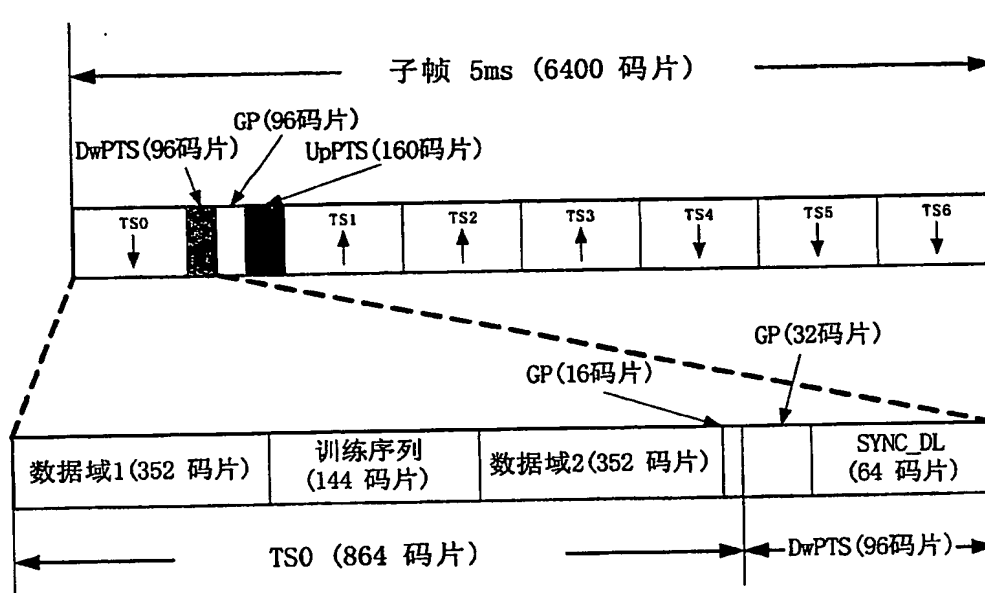 子帧 5ms (6400 码片)
GP(96码片)
DwPTS(96码片)
UpPTS(160码片)
TS0
TS1
TS2
TS3
TS4
TS5
TS6
GP(32码片)
GP(16码片)
数据域1(352 码片)
训练序列
(144 码片)
数据域2(352 码片)
SYNC_DL
(64 码片)
TS0 (864 码片)
DwPTS(96码片)